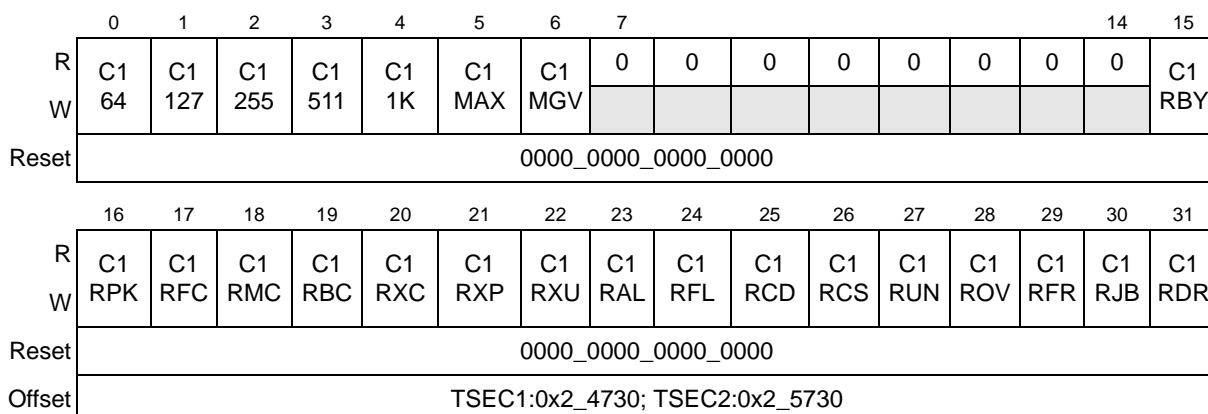 0 1 2 3 4 5 6 7 14 15
R C1 C1 C1 C1 C1 C1 C1 0 0 0 0 0 0 0 0 C1
W 64 127 255 511 1K MAX MGV RBY
Reset 0000_0000_0000_0000
16 17 18 19 20 21 22 23 24 25 26 27 28 29 30 31
R C1 C1 C1 C1 C1 C1 C1 C1 C1 C1 C1 C1 C1 C1 C1 C1
W RPK RFC RMC RBC RXC RXP RXU RAL RFL RCD RCS RUN ROV RFR RJB RDR
Reset 0000_0000_0000_0000
Offset TSEC1:0x2_4730; TSEC2:0x2_5730